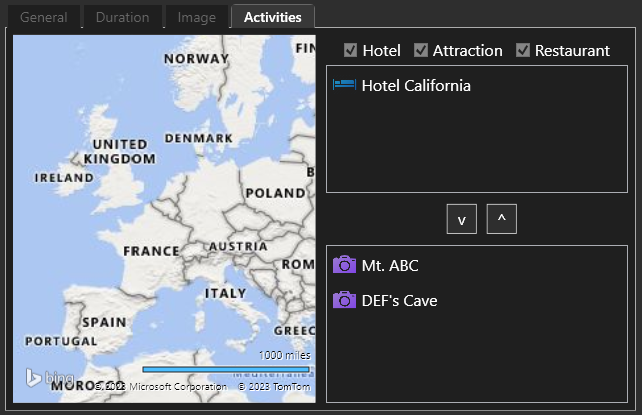 General
Duration
Image
Activities
Hotel
Attraction
Restaurant
Hotel California
v
^
Mt. ABC
DEF's Cave
NORWAY
FIN
UNITED
KINGDOM
DENMARK
IRELAND
B
POLAND
FRANCE
AUSTRIA
ROM
ITALY
SPAIN
GREEC
PORTUGAL
1000 miles
bing
MOROC
© 2023 Microsoft Corporation © 2023 TomTom